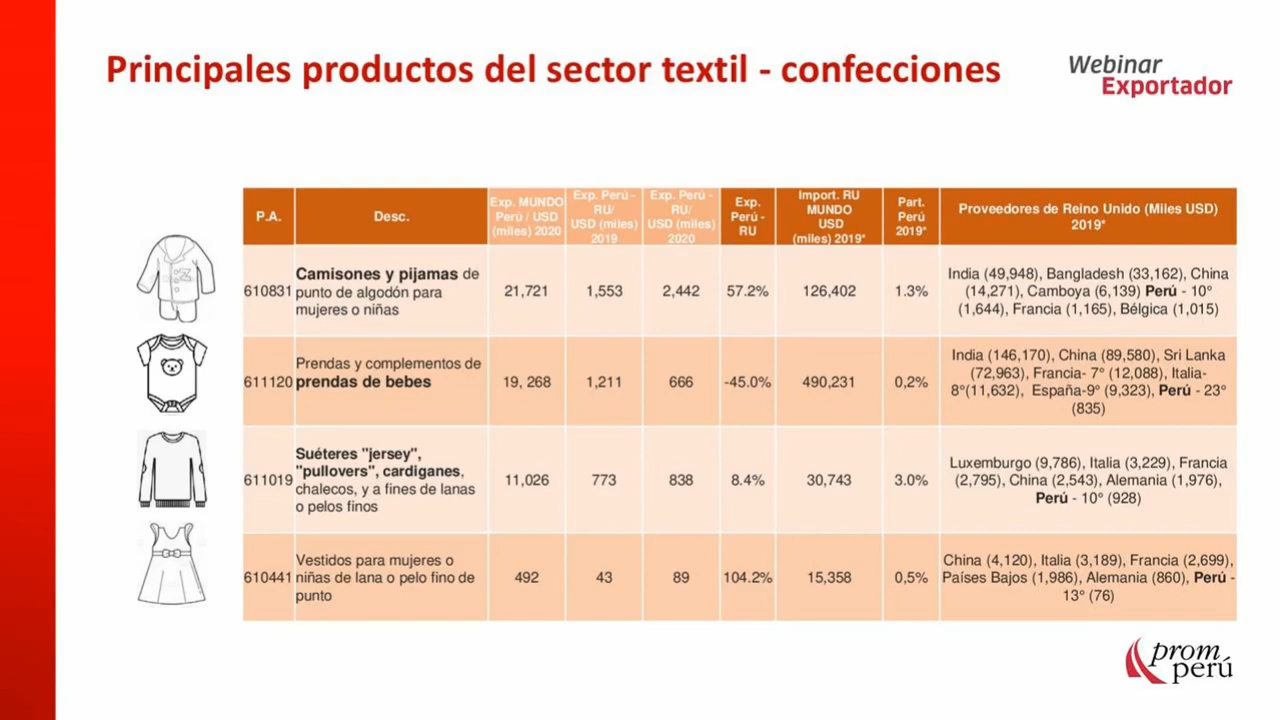 Principales productos del sector textil - confecciones
Webinar
Exportador
P.A.
Desc.
Exp. MUNDO
Perú / USD
(miles) 2020
Exp. Perú -
RU/
USD (miles)
2019
Exp. Perú -
RU/
USD (miles)
2020
Exp.
Perú -
RU
Import. RU
MUNDO
USD
(miles) 2019*
Part.
Perú
2019*
Proveedores de Reino Unido (Miles USD)
2019*
610831
Camisones y pijamas de
punto de algodón para
mujeres o niñas
21,721
1,553
2,442
57.2%
126,402
1.3%
India (49,948), Bangladesh (33,162), China
(14,271), Camboya (6,139) Perú - 10°
(1,644), Francia (1,165), Bélgica (1,015)
611120
Prendas y complementos de
prendas de bebes
19, 268
1,211
666
-45.0%
490,231
0,2%
India (146,170), China (89,580), Sri Lanka
(72,963), Francia- 7° (12,088), Italia-
8°(11,632), España-9° (9,323), Perú - 23°
(835)
611019
Suéteres "jersey",
"pullovers", cardiganes,
chalecos, y a fines de lanas
o pelos finos
11,026
773
838
8.4%
30,743
3.0%
Luxemburgo (9,786), Italia (3,229), Francia
(2,795), China (2,543), Alemania (1,976),
Perú - 10° (928)
610441
Vestidos para mujeres o
niñas de lana o pelo fino de
punto
492
43
89
104.2%
15,358
0,5%
China (4,120), Italia (3,189), Francia (2,699),
Países Bajos (1,986), Alemania (860), Perú -
13° (76)
prom
perú